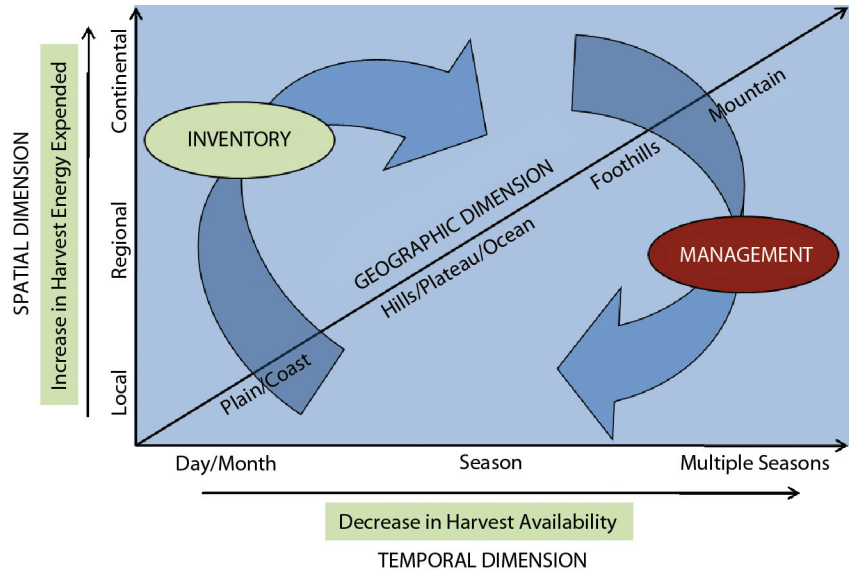 SPATIAL DIMENSION
Increase in Harvest Energy Expended
Continental
Regional
Local
INVENTORY
MANAGEMENT
GEOGRAPHIC DIMENSION
Plain/Coast
Hills/Plateau/Ocean
Foothills
Mountain
Day/Month
Season
Multiple Seasons
Decrease in Harvest Availability
TEMPORAL DIMENSION